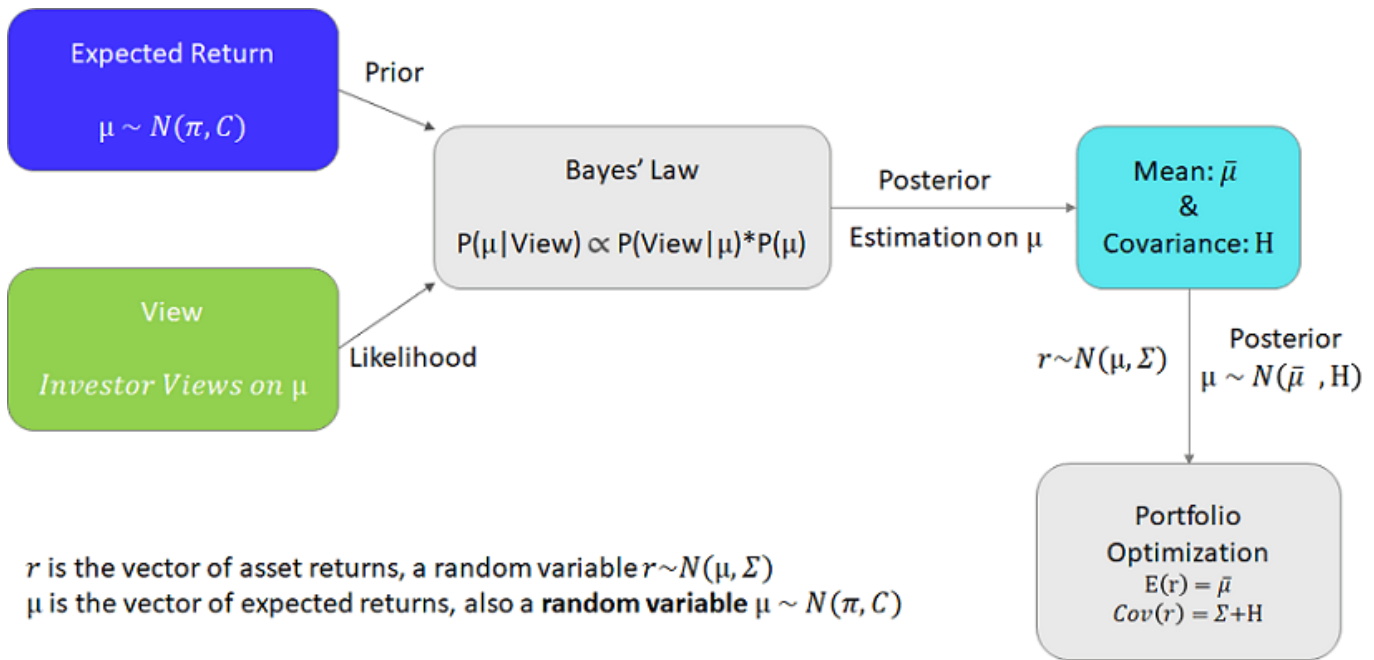 Expected Return
μ ~ N(π, C)
Prior
View
Investor Views on μ
Likelihood
Bayes’ Law
P(μ|View) ∝ P(View|μ)*P(μ)
Posterior
Estimation on μ
Mean: μ̄
&
Covariance: H
r~N(μ, Σ)
Posterior
μ ~ N(μ̄ , H)
Portfolio
Optimization
E(r) = μ̄
Cov(r) = Σ+H
r is the vector of asset returns, a random variable r~N(μ, Σ)
μ is the vector of expected returns, also a random variable μ ~ N(π, C)